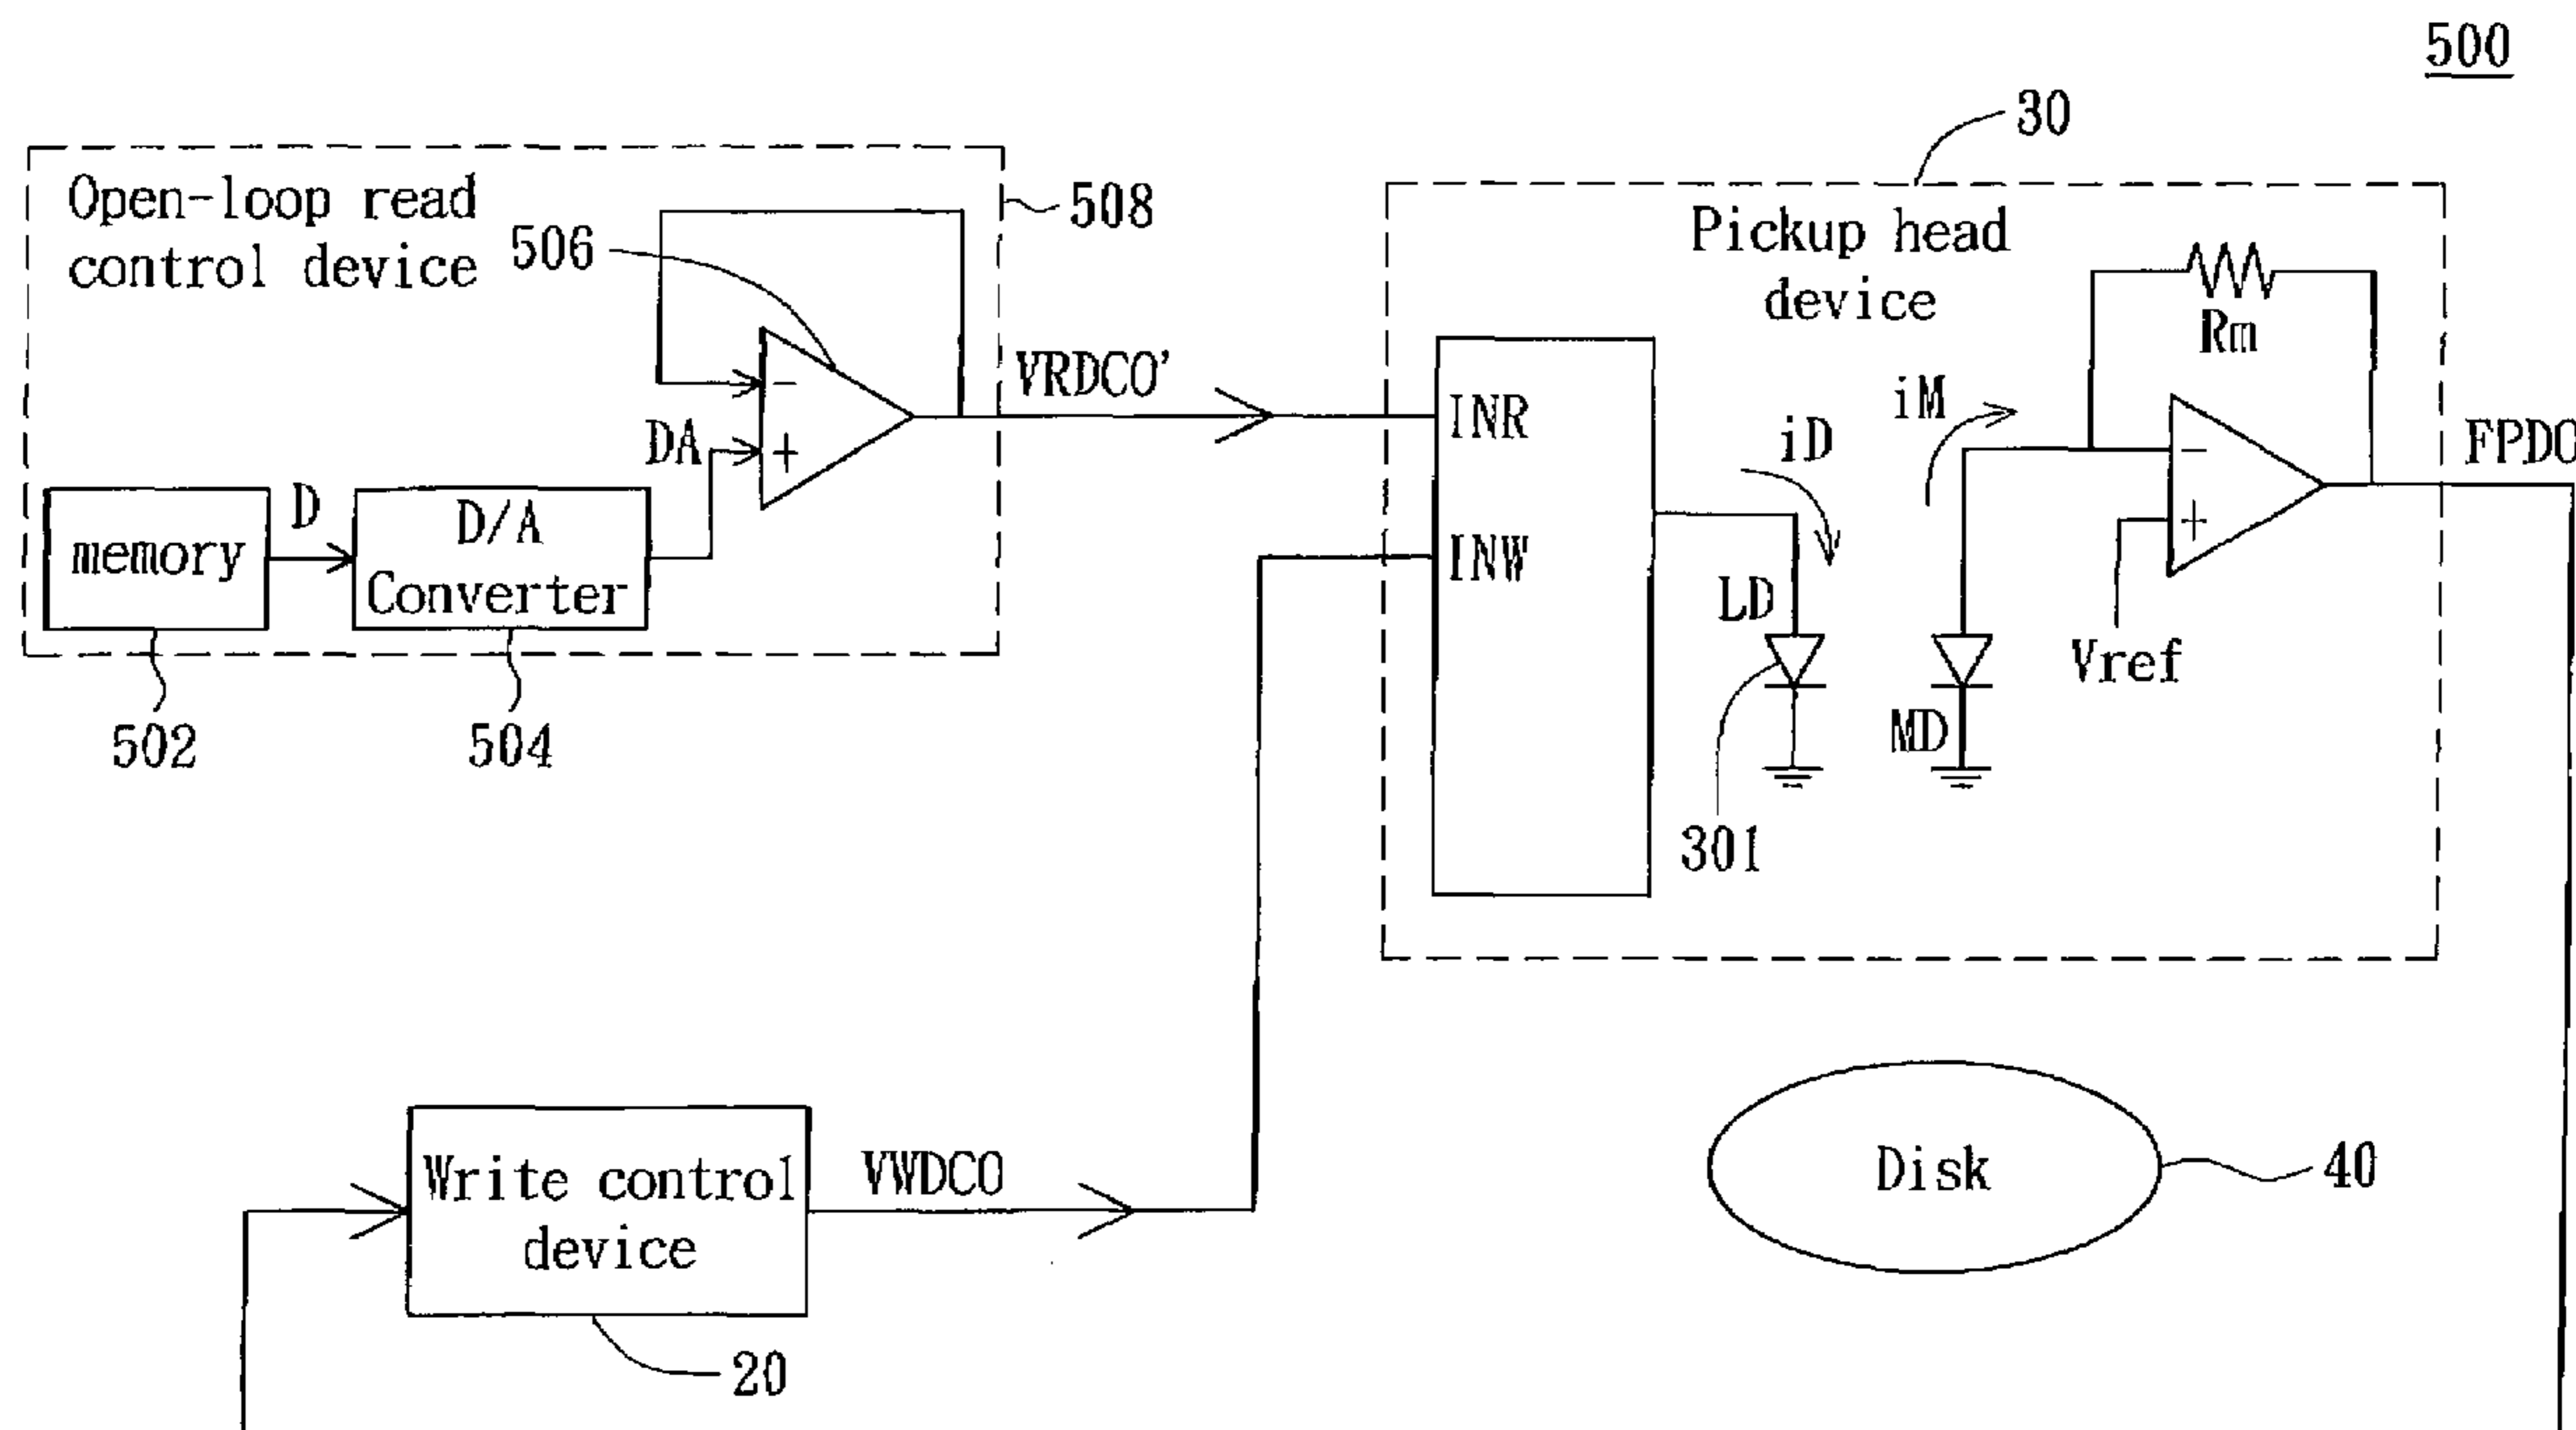 500
30
Open-loop read
control device
508
506
Pickup head
device
Rm
VRDCO'
INR
iD
iM
FPDO
-
+
DA
-
+
D
memory
D/A
Converter
INW
LD
Vref
502
504
MD
301
Write control
device
VWDCO
Disk
40
20